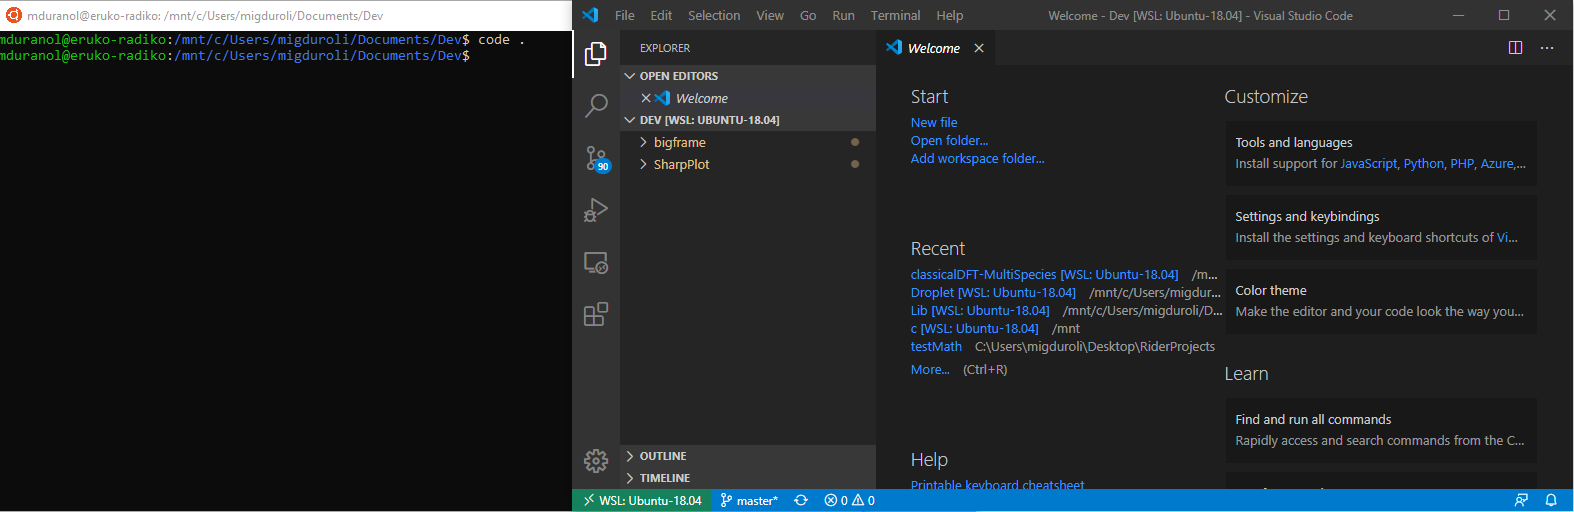 mduranol@eruko-radiko: /mnt/c/Users/migduroli/Documents/Dev
mduranol@eruko-radiko:/mnt/c/Users/migduroli/Documents/Dev$ code .
mduranol@eruko-radiko:/mnt/c/Users/migduroli/Documents/Dev$
File Edit Selection View Go Run Terminal Help
Welcome - Dev [WSL: Ubuntu-18.04] - Visual Studio Code
EXPLORER
OPEN EDITORS
Welcome
DEV [WSL: UBUNTU-18.04]
bigframe
SharpPlot
90
OUTLINE
TIMELINE
Welcome
Start
New file
Open folder...
Add workspace folder...
Recent
classicalDFT-MultiSpecies [WSL: Ubuntu-18.04] /m...
Droplet [WSL: Ubuntu-18.04] /mnt/c/Users/migdur...
Lib [WSL: Ubuntu-18.04] /mnt/c/Users/migduroli/D...
c [WSL: Ubuntu-18.04] /mnt
testMath C:\Users\migduroli\Desktop\RiderProjects
More... (Ctrl+R)
Help
Printable keyboard cheatsheet
Customize
Tools and languages
Install support for JavaScript, Python, PHP, Azure,...
Settings and keybindings
Install the settings and keyboard shortcuts of Vi...
Color theme
Make the editor and your code look the way you...
Learn
Find and run all commands
Rapidly access and search commands from the C...
WSL: Ubuntu-18.04 master* 0 0